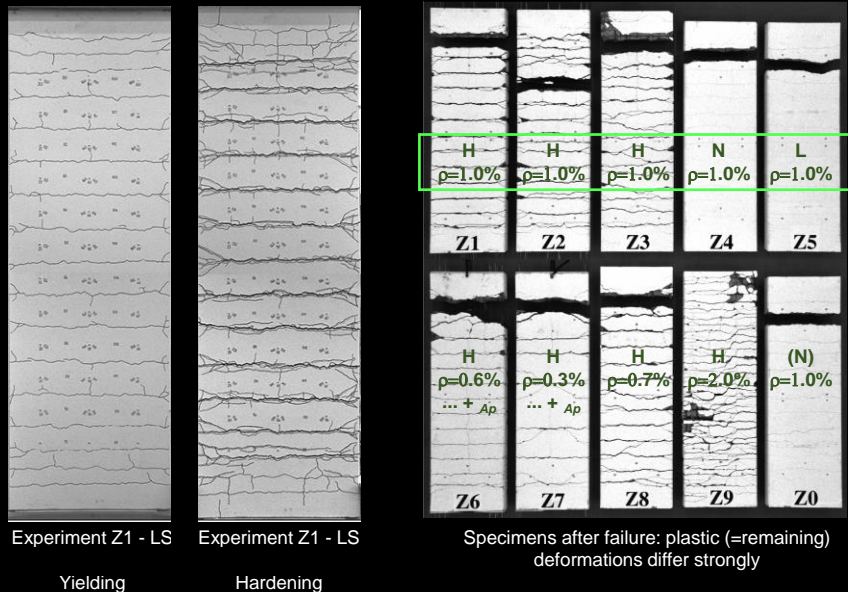 H
ρ=1.0%
H
ρ=1.0%
H
ρ=1.0%
N
ρ=1.0%
L
ρ=1.0%
Z1
Z2
Z3
Z4
Z5
H
ρ=0.6%
... + Ap
H
ρ=0.3%
... + Ap
H
ρ=0.7%
H
ρ=2.0%
(N)
ρ=1.0%
Z6
Z7
Z8
Z9
Z0
Experiment Z1 - LS
Yielding
Experiment Z1 - LS
Hardening
Specimens after failure: plastic (=remaining)
deformations differ strongly